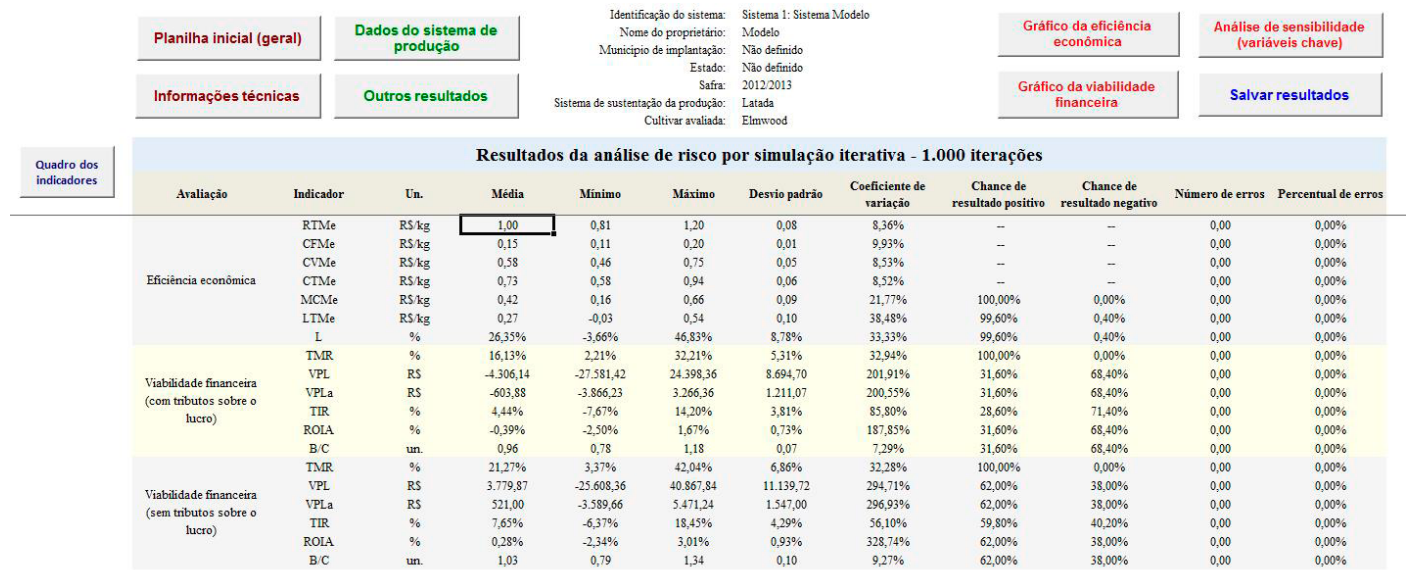 Planilha inicial (geral)
Dados do sistema de
produção
Informações técnicas
Outros resultados
Identificação do sistema: Sistema 1: Sistema Modelo
Nome do proprietário: Modelo
Município de implantação: Não definido
Estado: Não definido
Safra: 2012/2013
Sistema de sustentação da produção: Latada
Cultivar avaliada: Elmwood
Gráfico da eficiência
econômica
Análise de sensibilidade
(variáveis chave)
Gráfico da viabilidade
financeira
Salvar resultados
Quadro dos
indicadores
Resultados da análise de risco por simulação iterativa - 1.000 iterações
Avaliação Indicador Un. Média Mínimo Máximo Desvio padrão Coeficiente de variação Chance de resultado positivo Chance de resultado negativo Número de erros Percentual de erros
Eficiência econômica
RTMe R$/kg 1,00 0,81 1,20 0,08 8,36% -- -- 0,00 0,00%
CFMe R$/kg 0,15 0,11 0,20 0,01 9,93% -- -- 0,00 0,00%
CVMe R$/kg 0,58 0,46 0,75 0,05 8,53% -- -- 0,00 0,00%
CTMe R$/kg 0,73 0,58 0,94 0,06 8,52% -- -- 0,00 0,00%
MCMe R$/kg 0,42 0,16 0,66 0,09 21,77% 100,00% 0,00% 0,00 0,00%
LTMe R$/kg 0,27 -0,03 0,54 0,10 38,48% 99,60% 0,40% 0,00 0,00%
L % 26,35% -3,66% 46,83% 8,78% 33,33% 99,60% 0,40% 0,00 0,00%
Viabilidade financeira
(com tributos sobre o
lucro)
TMR % 16,13% 2,21% 32,21% 5,31% 32,94% 100,00% 0,00% 0,00 0,00%
VPL R$ -4.306,14 -27.581,42 24.398,36 8.694,70 201,91% 31,60% 68,40% 0,00 0,00%
VPLa R$ -603,88 -3.866,23 3.266,36 1.211,07 200,55% 31,60% 68,40% 0,00 0,00%
TIR % 4,44% -7,67% 14,20% 3,81% 85,80% 28,60% 71,40% 0,00 0,00%
ROIA % -0,39% -2,50% 1,67% 0,73% 187,85% 31,60% 68,40% 0,00 0,00%
B/C un. 0,96 0,78 1,18 0,07 7,29% 31,60% 68,40% 0,00 0,00%
Viabilidade financeira
(sem tributos sobre o
lucro)
TMR % 21,27% 3,37% 42,04% 6,86% 32,28% 100,00% 0,00% 0,00 0,00%
VPL R$ 3.779,87 -25.608,36 40.867,84 11.139,72 294,71% 62,00% 38,00% 0,00 0,00%
VPLa R$ 521,00 -3.589,66 5.471,24 1.547,00 296,93% 62,00% 38,00% 0,00 0,00%
TIR % 7,65% -6,37% 18,45% 4,29% 56,10% 59,80% 40,20% 0,00 0,00%
ROIA % 0,28% -2,34% 3,01% 0,93% 328,74% 62,00% 38,00% 0,00 0,00%
B/C un. 1,03 0,79 1,34 0,10 9,27% 62,00% 38,00% 0,00 0,00%